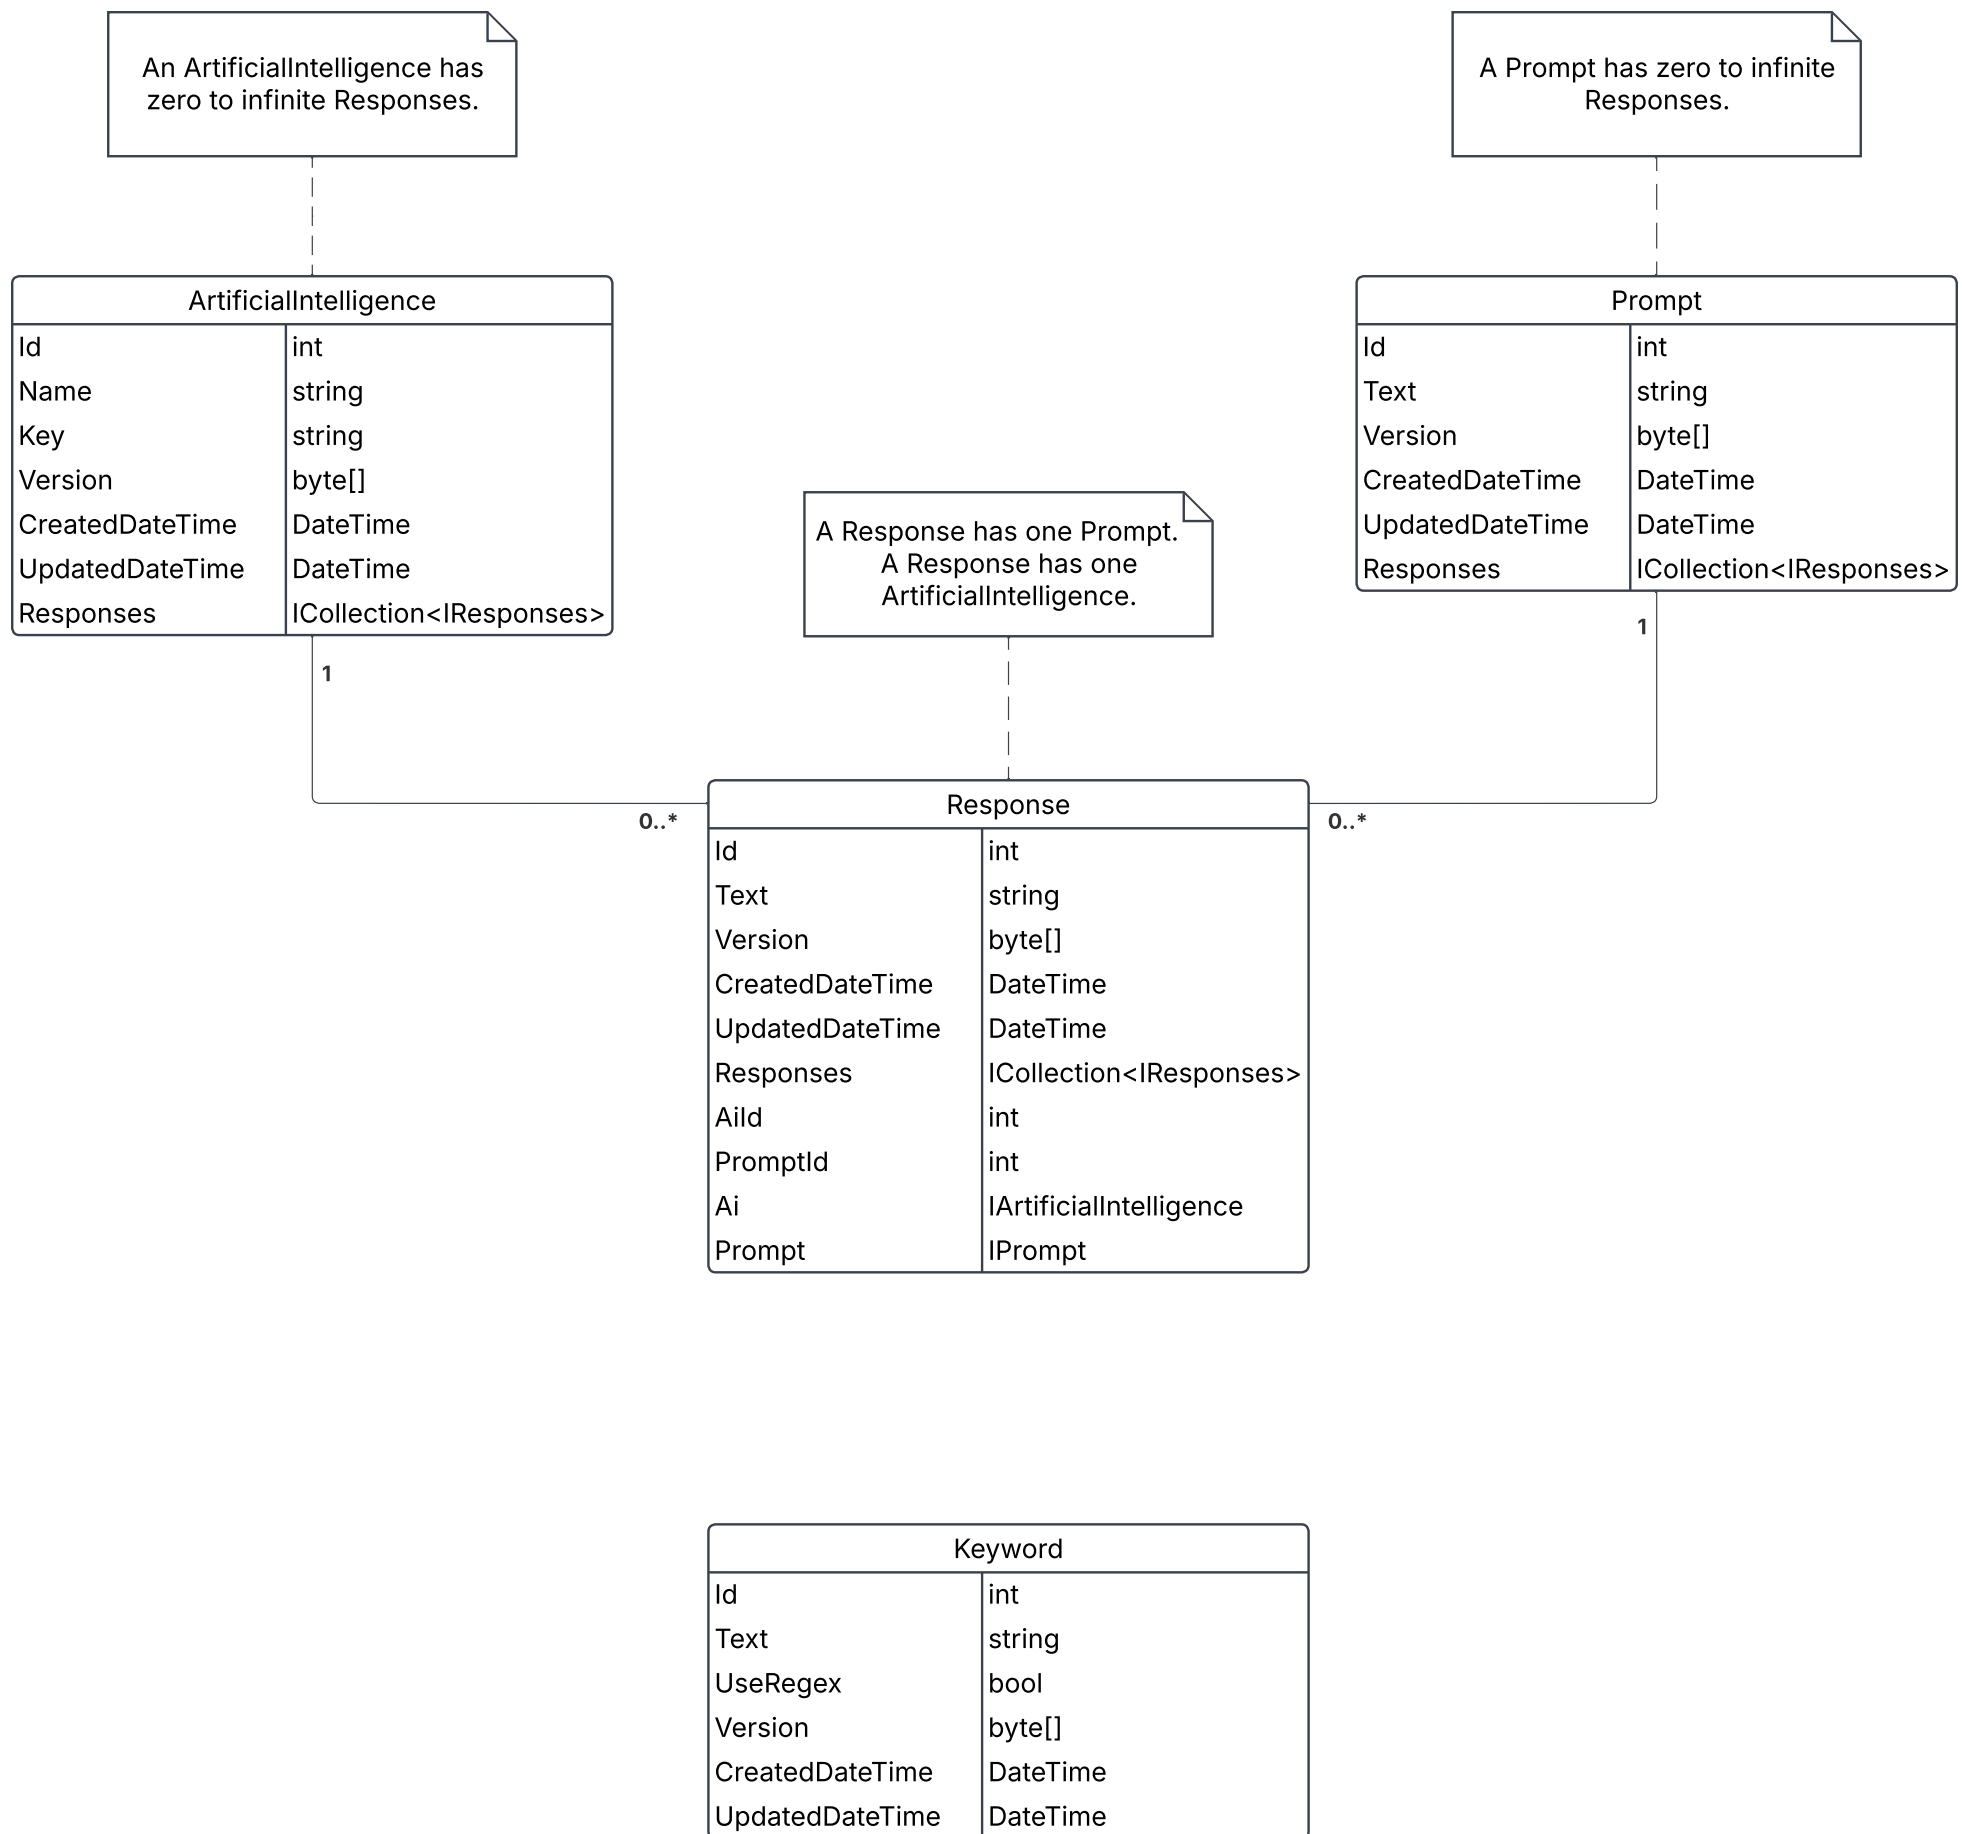 An ArtificialIntelligence has
zero to infinite Responses.
A Prompt has zero to infinite
Responses.
ArtificialIntelligence
Id int
Name string
Key string
Version byte[]
CreatedDateTime DateTime
UpdatedDateTime DateTime
Responses ICollection<IResponses>
1
Prompt
Id int
Text string
Version byte[]
CreatedDateTime DateTime
UpdatedDateTime DateTime
Responses ICollection<IResponses>
1
A Response has one Prompt.
A Response has one
ArtificialIntelligence.
0..*
0..*
Response
Id int
Text string
Version byte[]
CreatedDateTime DateTime
UpdatedDateTime DateTime
Responses ICollection<IResponses>
AiId int
PromptId int
Ai IArtificialIntelligence
Prompt IPrompt
Keyword
Id int
Text string
UseRegex bool
Version byte[]
CreatedDateTime DateTime
UpdatedDateTime DateTime